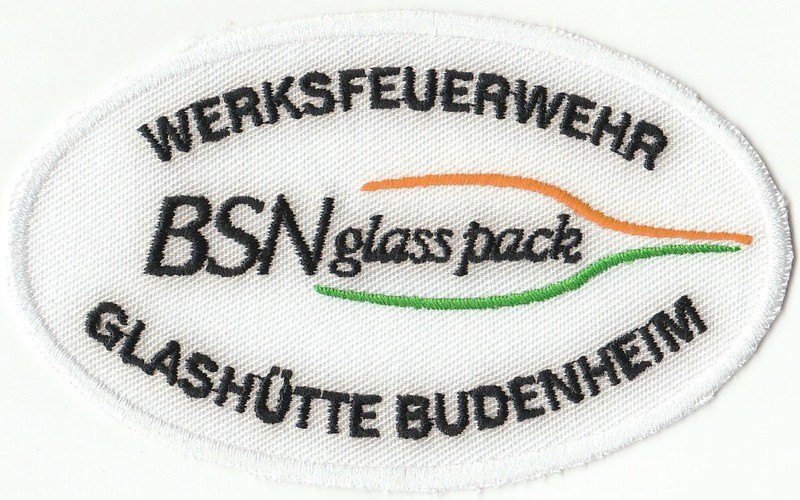 WERKSFEUERWEHR
BSN glass pack
GLASHÜTTE BUDENHEIM